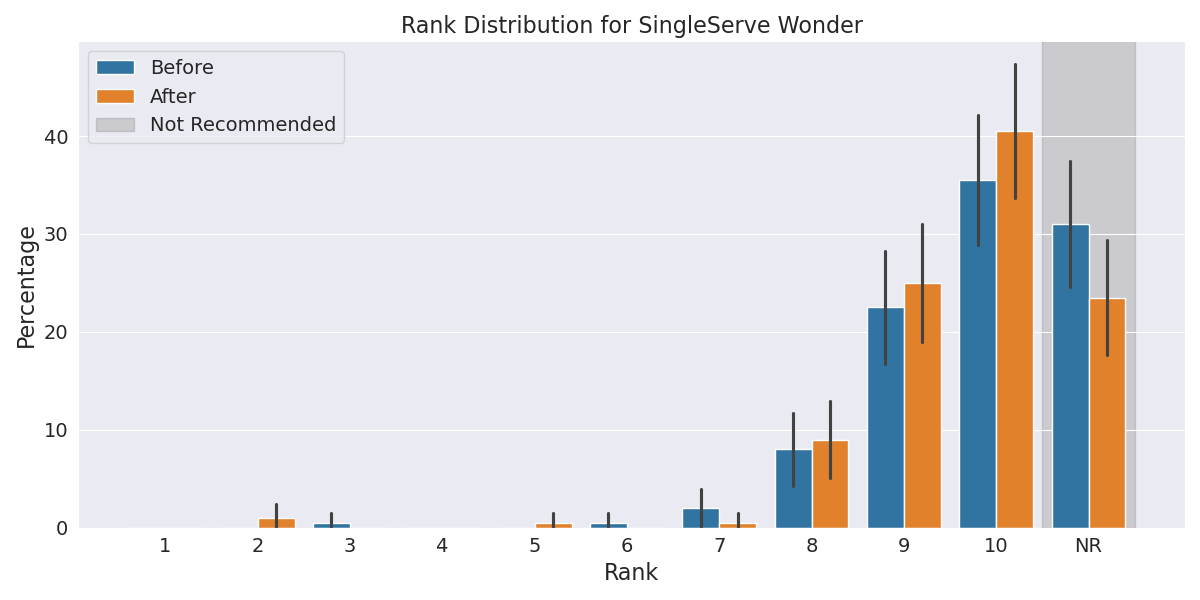 Rank Distribution for SingleServe Wonder
Before
After
Not Recommended
Percentage
40
30
20
10
0
1 2 3 4 5 6 7 8 9 10 NR
Rank